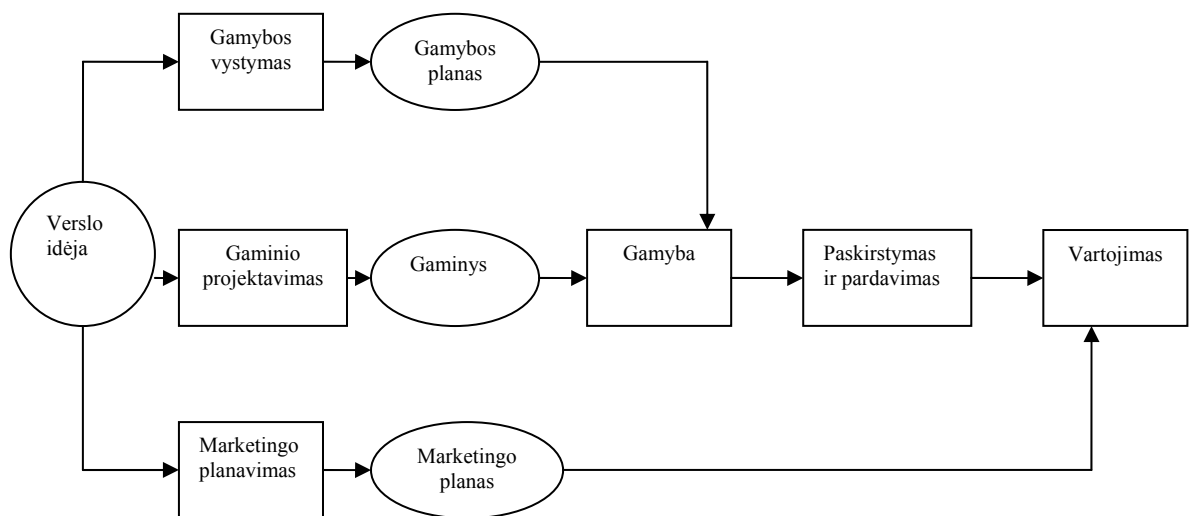 Gamybos
vystymas
Gamybos
planas
Verslo
idėja
Gaminio
projektavimas
Gaminys
Gamyba
Paskirstymas
ir pardavimas
Vartojimas
Marketingo
planavimas
Marketingo
planas